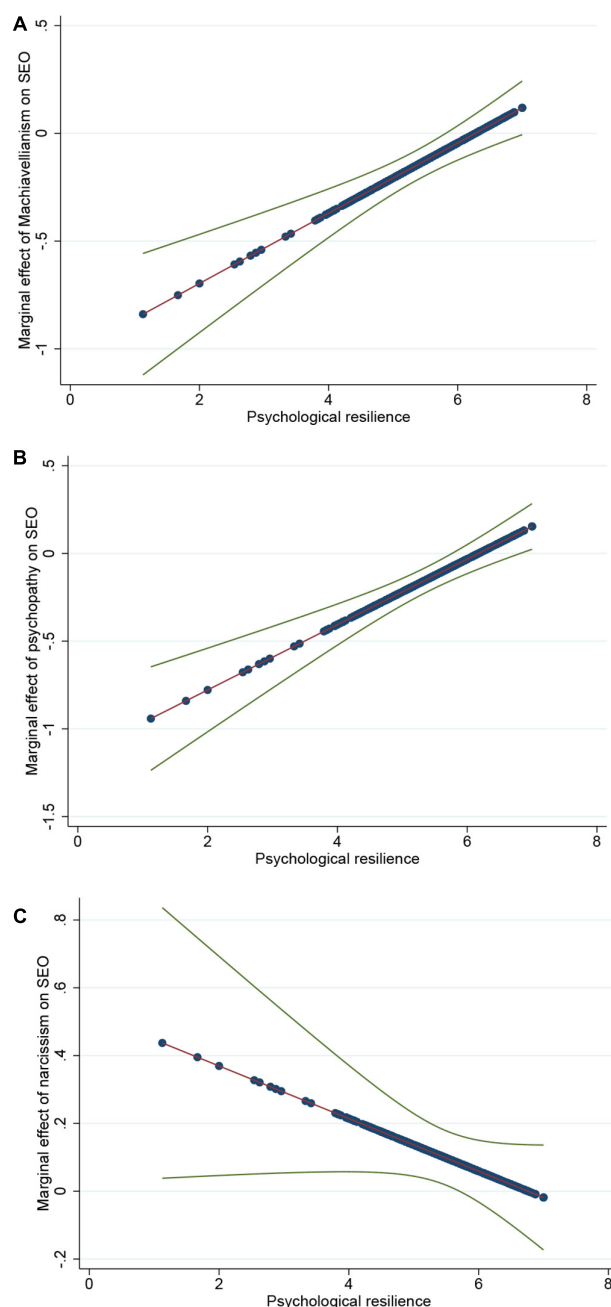 A
Marginal effect of Machiavellianism on SEO
.5
0
-.5
-1
0 2 4 6 8
Psychological resilience
B
Marginal effect of psychopathy on SEO
.5
0
-.5
-1
-1.5
0 2 4 6 8
Psychological resilience
C
Marginal effect of narcissism on SEO
.8
.6
.4
.2
0
-.2
0 2 4 6 8
Psychological resilience